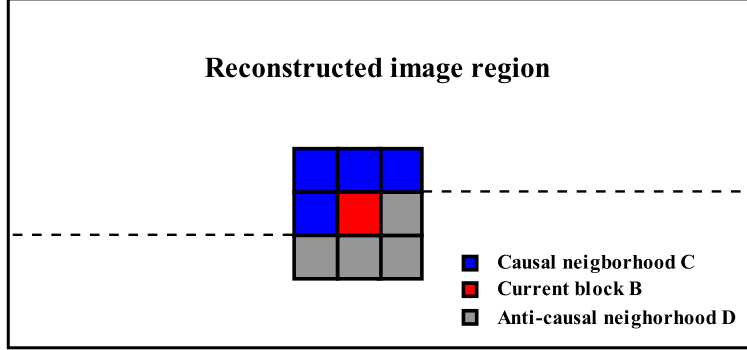 Reconstructed image region
Causal neigborhood C
Current block B
Anti-causal neighorhood D